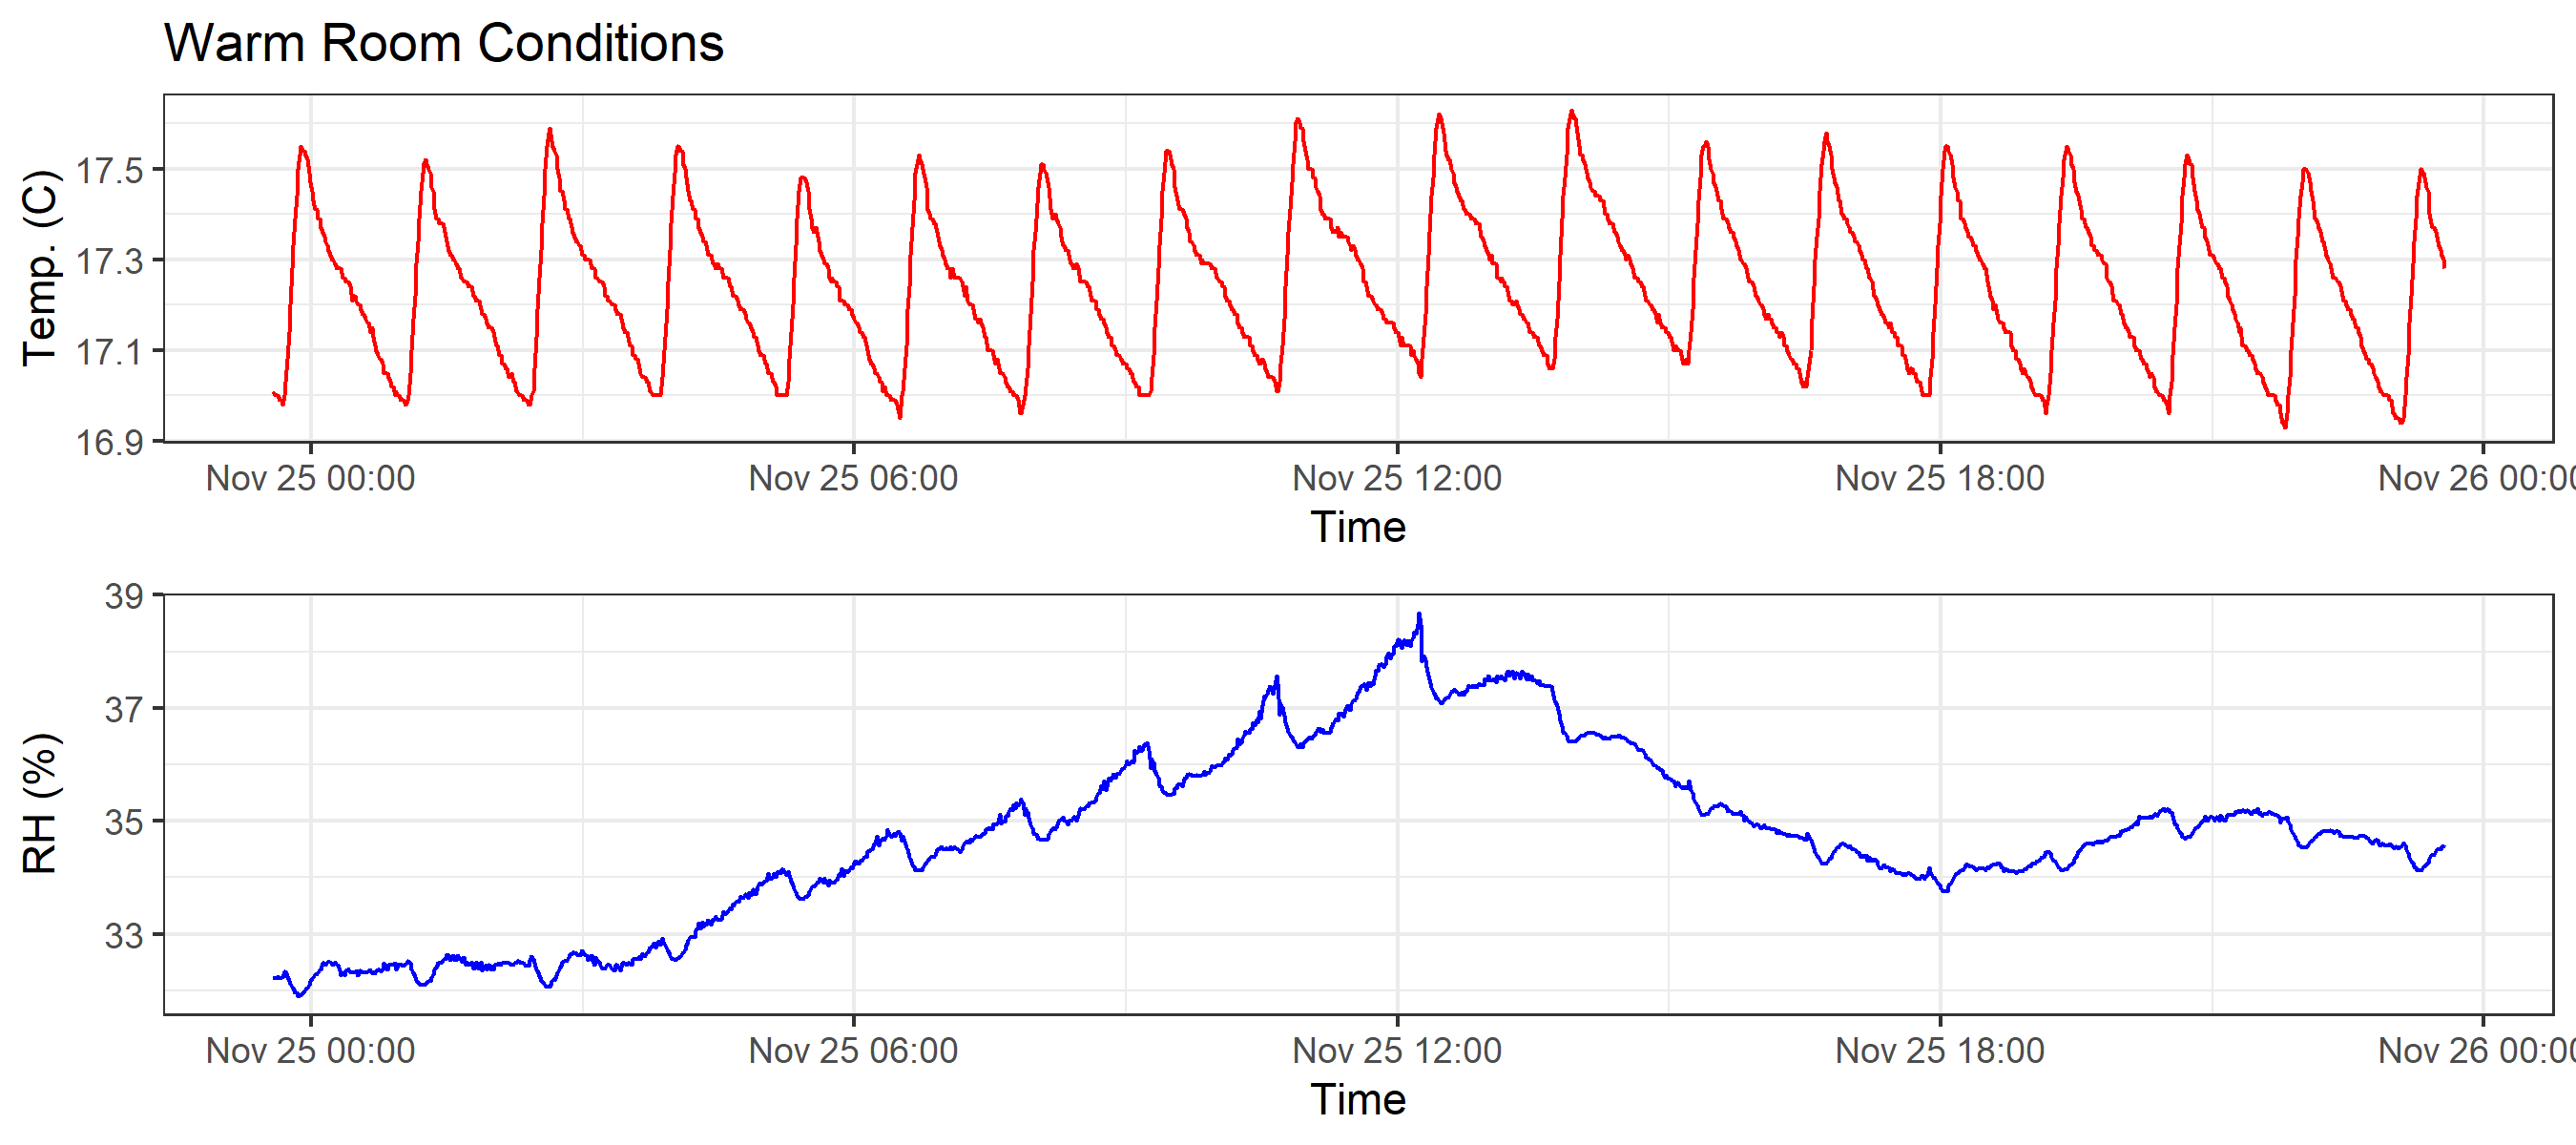 Warm Room Conditions
Temp. (C)
17.5
17.3
17.1
16.9
Nov 25 00:00 Nov 25 06:00 Nov 25 12:00 Nov 25 18:00 Nov 26 00:00
Time
RH (%)
39
37
35
33
Nov 25 00:00 Nov 25 06:00 Nov 25 12:00 Nov 25 18:00 Nov 26 00:00
Time